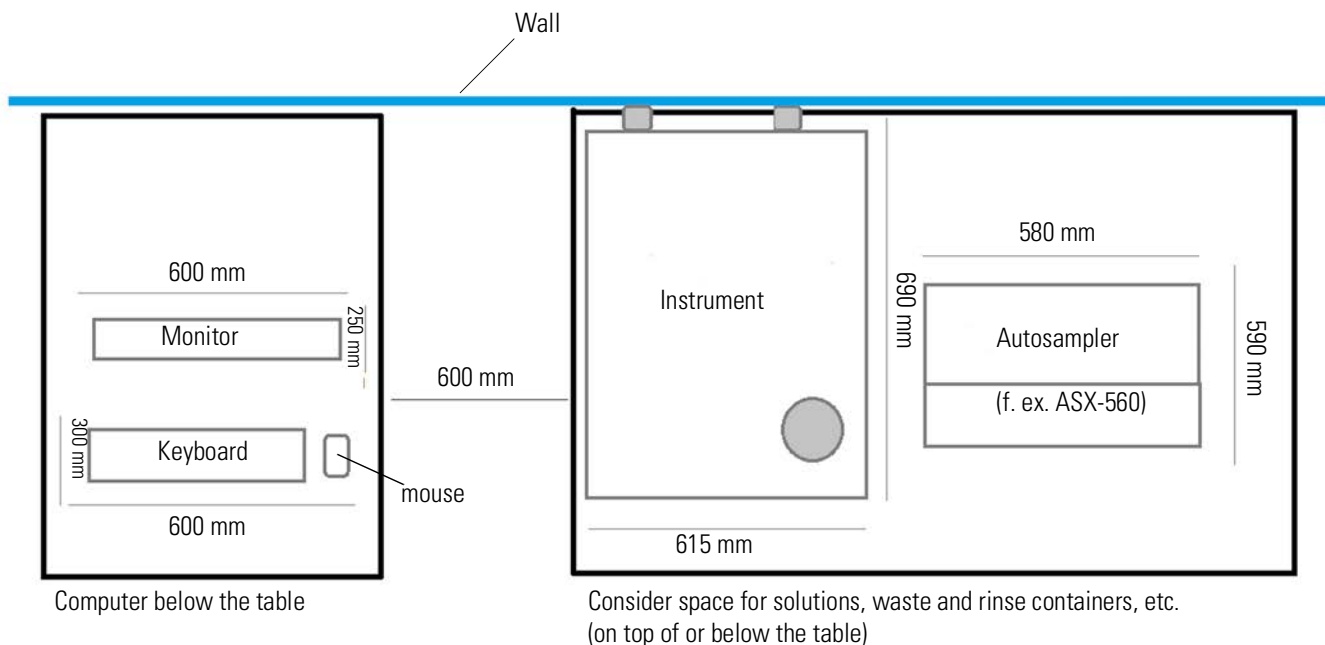 Wall
600 mm
Monitor
250 mm
300 mm
Keyboard
mouse
600 mm
Computer below the table
600 mm
Instrument
690 mm
615 mm
580 mm
Autosampler
(f. ex. ASX-560)
590 mm
Consider space for solutions, waste and rinse containers, etc.
(on top of or below the table)